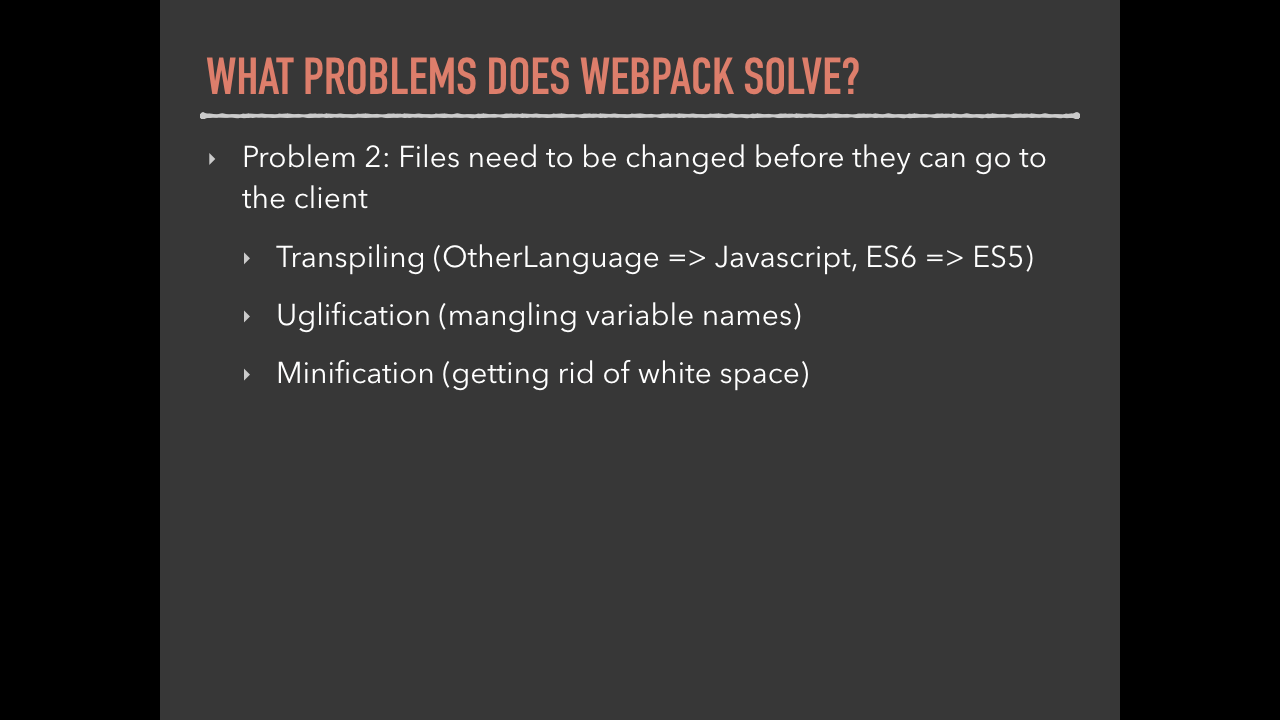 WHAT PROBLEMS DOES WEBPACK SOLVE?
Problem 2: Files need to be changed before they can go to
the client
Transpiling (OtherLanguage => Javascript, ES6 => ES5)
Uglification (mangling variable names)
Minification (getting rid of white space)